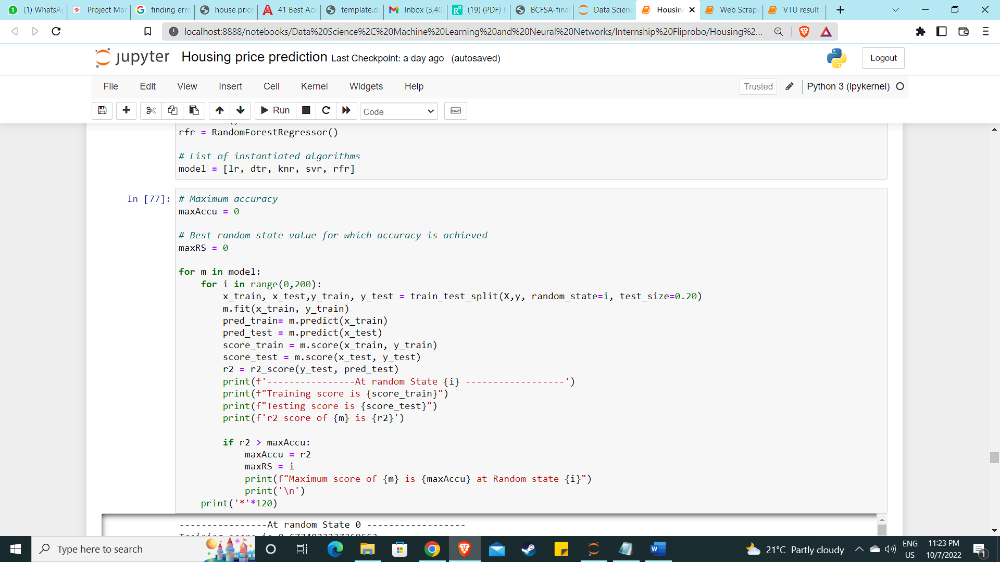 (1) WhatsA
Project Mar
finding erro
house price
41 Best Ack
template.do
Inbox (3,40
(19) (PDF) H
BCFSA-final
Data Scienc
Housin
Web Scrapi
VTU result a
localhost:8888/notebooks/Data%20Science%2C%20Machine%20Learning%20and%20Neural%20Networks/Internship%20Fliprobo/Housing%2...
jupyter Housing price prediction Last Checkpoint: a day ago (autosaved)
Logout
File Edit View Insert Cell Kernel Widgets Help
Trusted
Python 3 (ipykernel)
Run
Code
rfr = RandomForestRegressor()
# List of instantiated algorithms
model = [lr, dtr, knr, svr, rfr]
In [77]:
# Maximum accuracy
maxAccu = 0
# Best random state value for which accuracy is achieved
maxRS = 0
for m in model:
    for i in range(0,200):
        x_train, x_test,y_train, y_test = train_test_split(X,y, random_state=i, test_size=0.20)
        m.fit(x_train, y_train)
        pred_train= m.predict(x_train)
        pred_test = m.predict(x_test)
        score_train = m.score(x_train, y_train)
        score_test = m.score(x_test, y_test)
        r2 = r2_score(y_test, pred_test)
        print(f'----------------At random State {i} ------------------')
        print(f"Training score is {score_train}")
        print(f"Testing score is {score_test}")
        print(f'r2 score of {m} is {r2}')
        if r2 > maxAccu:
            maxAccu = r2
            maxRS = i
            print(f"Maximum score of {m} is {maxAccu} at Random state {i}")
            print('\n')
    print('*'*120)
----------------At random State 0 ------------------
Type here to search
21°C Partly cloudy
ENG
US
11:23 PM
10/7/2022
1